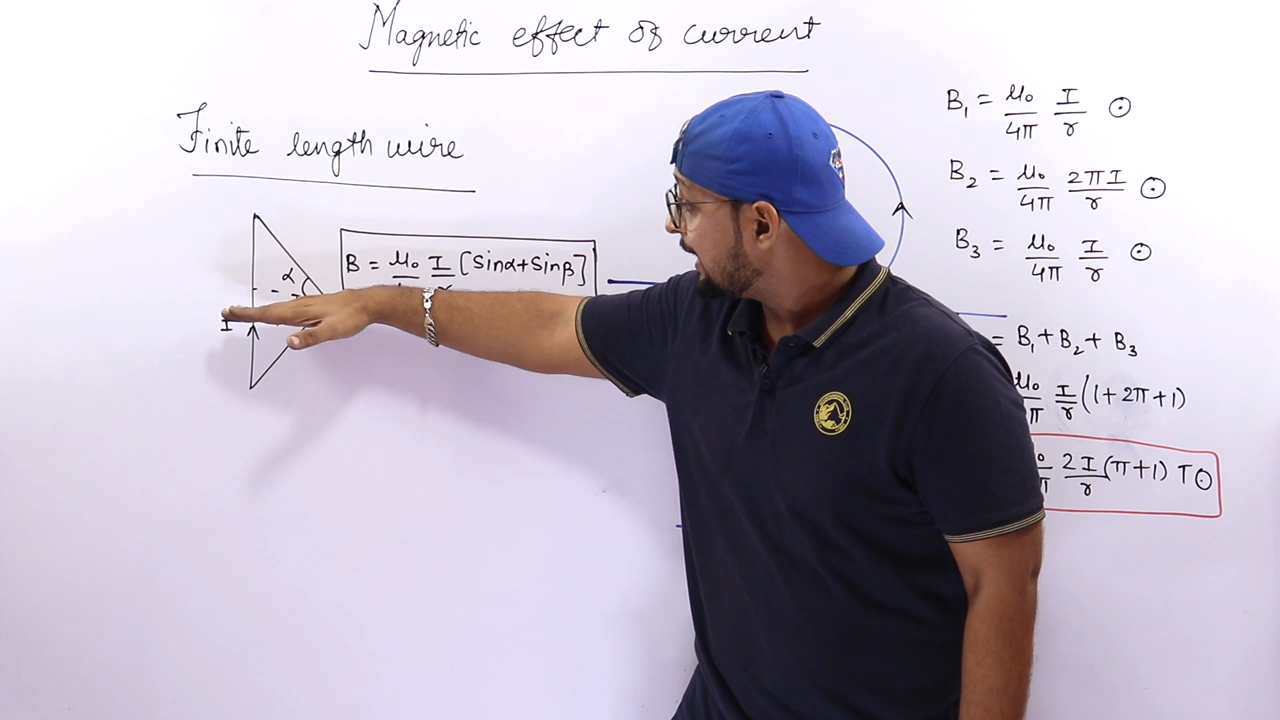 Magnetic effect of current
Finite length wire
α
I
B = μ₀ I/r [Sinα+Sinβ]
B₁ = μ₀/4π I/r ⊙
B₂ = μ₀/4π 2πI/r ⊙
B₃ = μ₀/4π I/r ⊙
= B₁+B₂+B₃
μ₀/π I/r (1+2π+1)
2I/r (π+1) T⊙